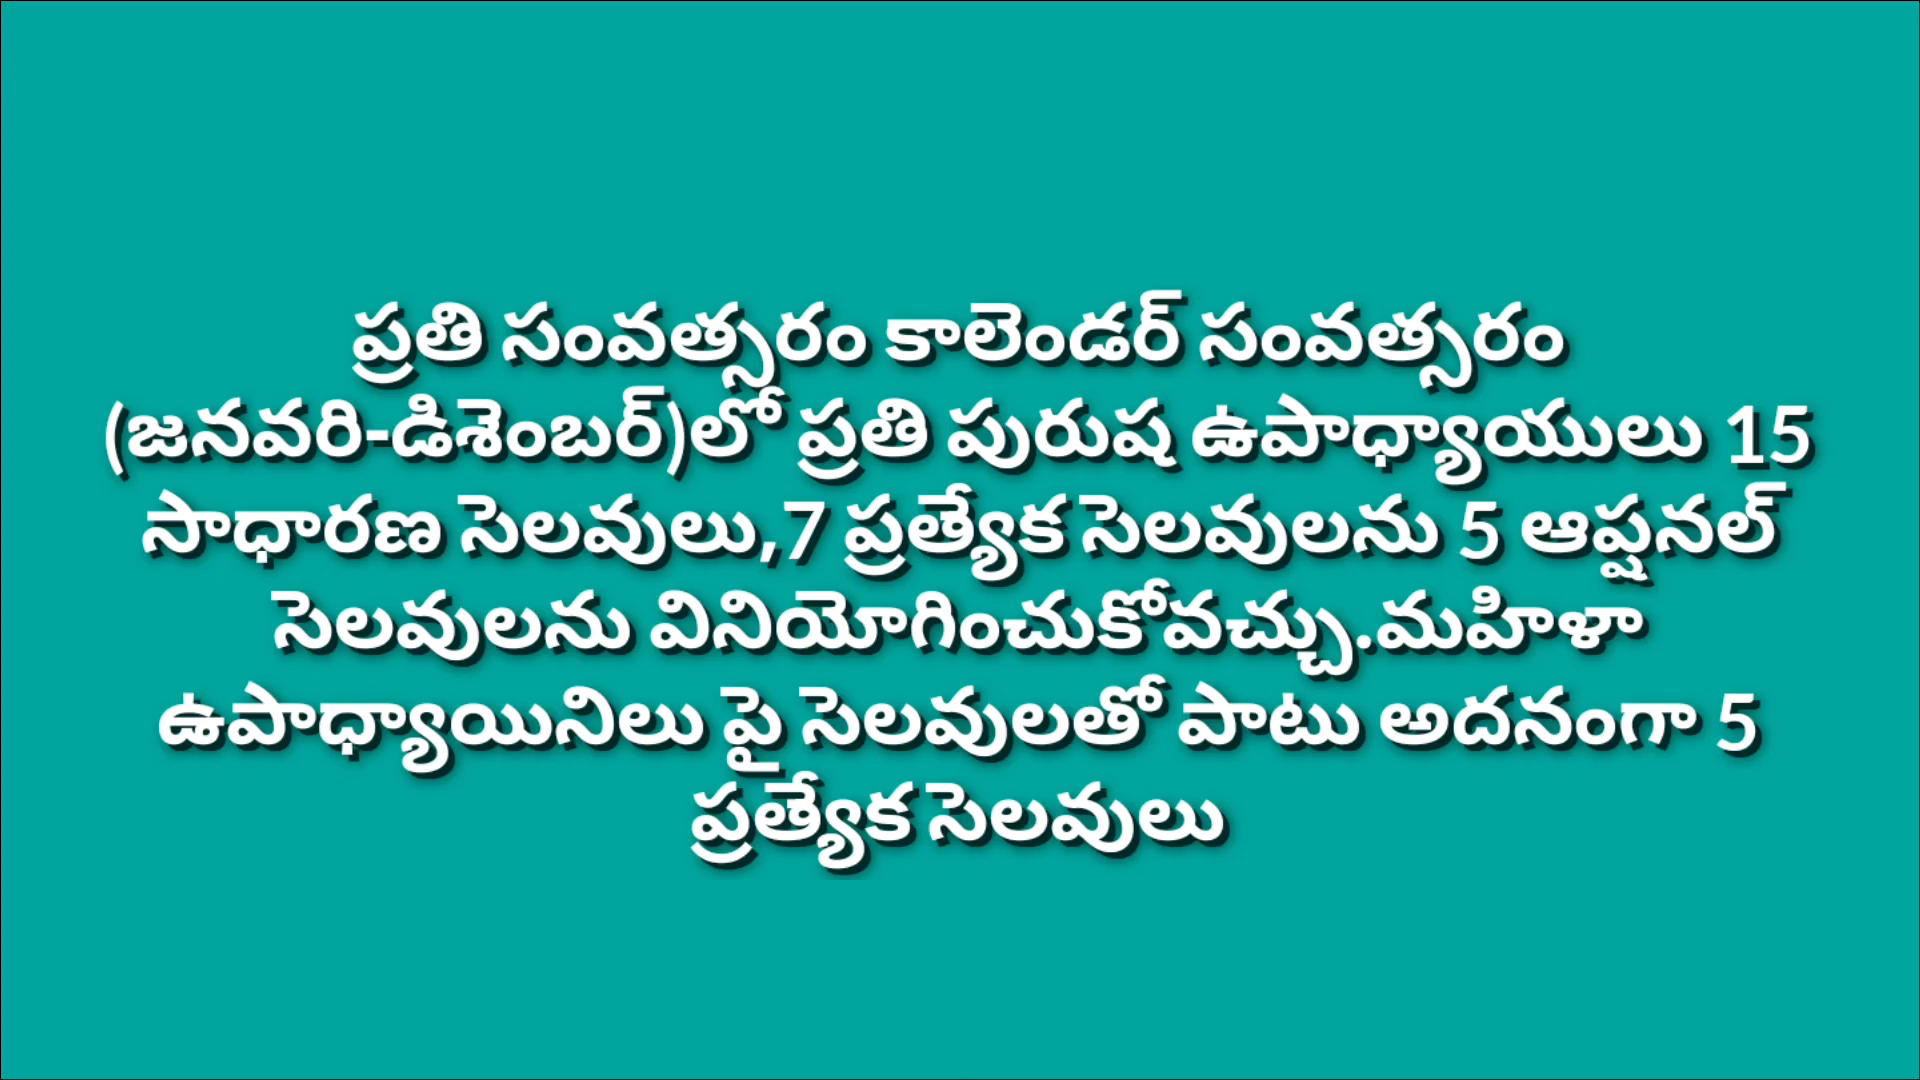 ప్రతి సంవత్సరం కాలెండర్ సంవత్సరం
(జనవరి-డిశెంబర్)లో ప్రతి పురుష ఉపాధ్యాయులు 15
సాధారణ సెలవులు,7 ప్రత్యేక సెలవులను 5 ఆప్షనల్
సెలవులను వినియోగించుకోవచ్చు.మహిళా
ఉపాధ్యాయినిలు పై సెలవులతో పాటు అదనంగా 5
ప్రత్యేక సెలవులు